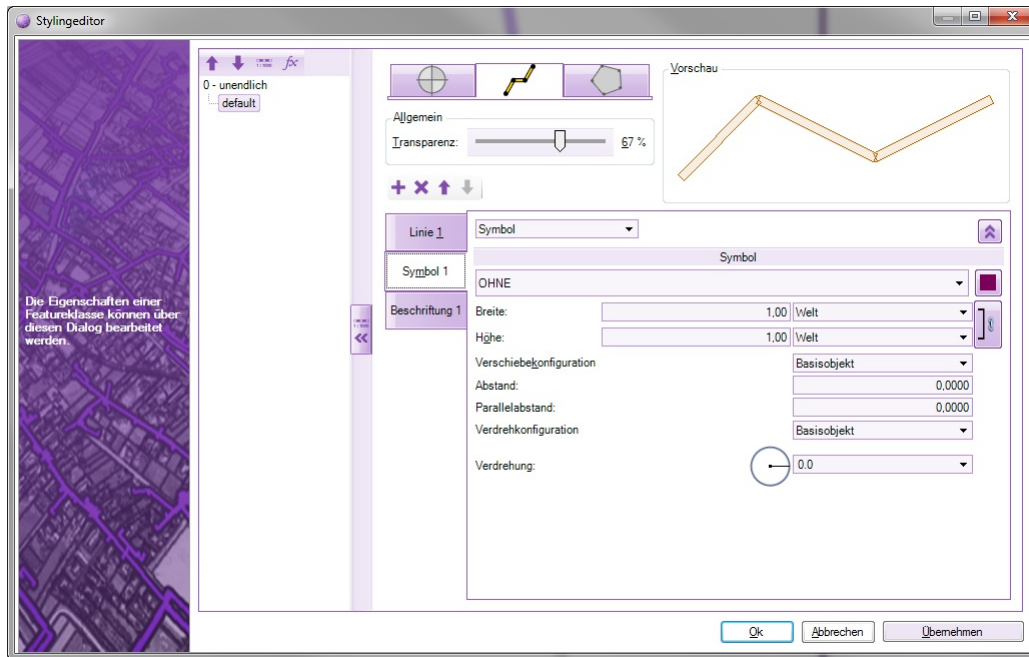 Stylingeditor
0 - unendlich
default
Die Eigenschaften einer
Featureklasse können über
diesen Dialog bearbeitet
werden.
Allgemein
Transparenz:
67 %
Vorschau
Linie 1
Symbol 1
Beschriftung 1
Symbol
Symbol
OHNE
Breite:
1,00
Welt
Höhe:
1,00
Welt
Verschiebekonfiguration
Basisobjekt
Abstand:
0,0000
Parallelabstand:
0,0000
Verdrehkonfiguration
Basisobjekt
Verdrehung:
0.0
Ok
Abbrechen
Übernehmen